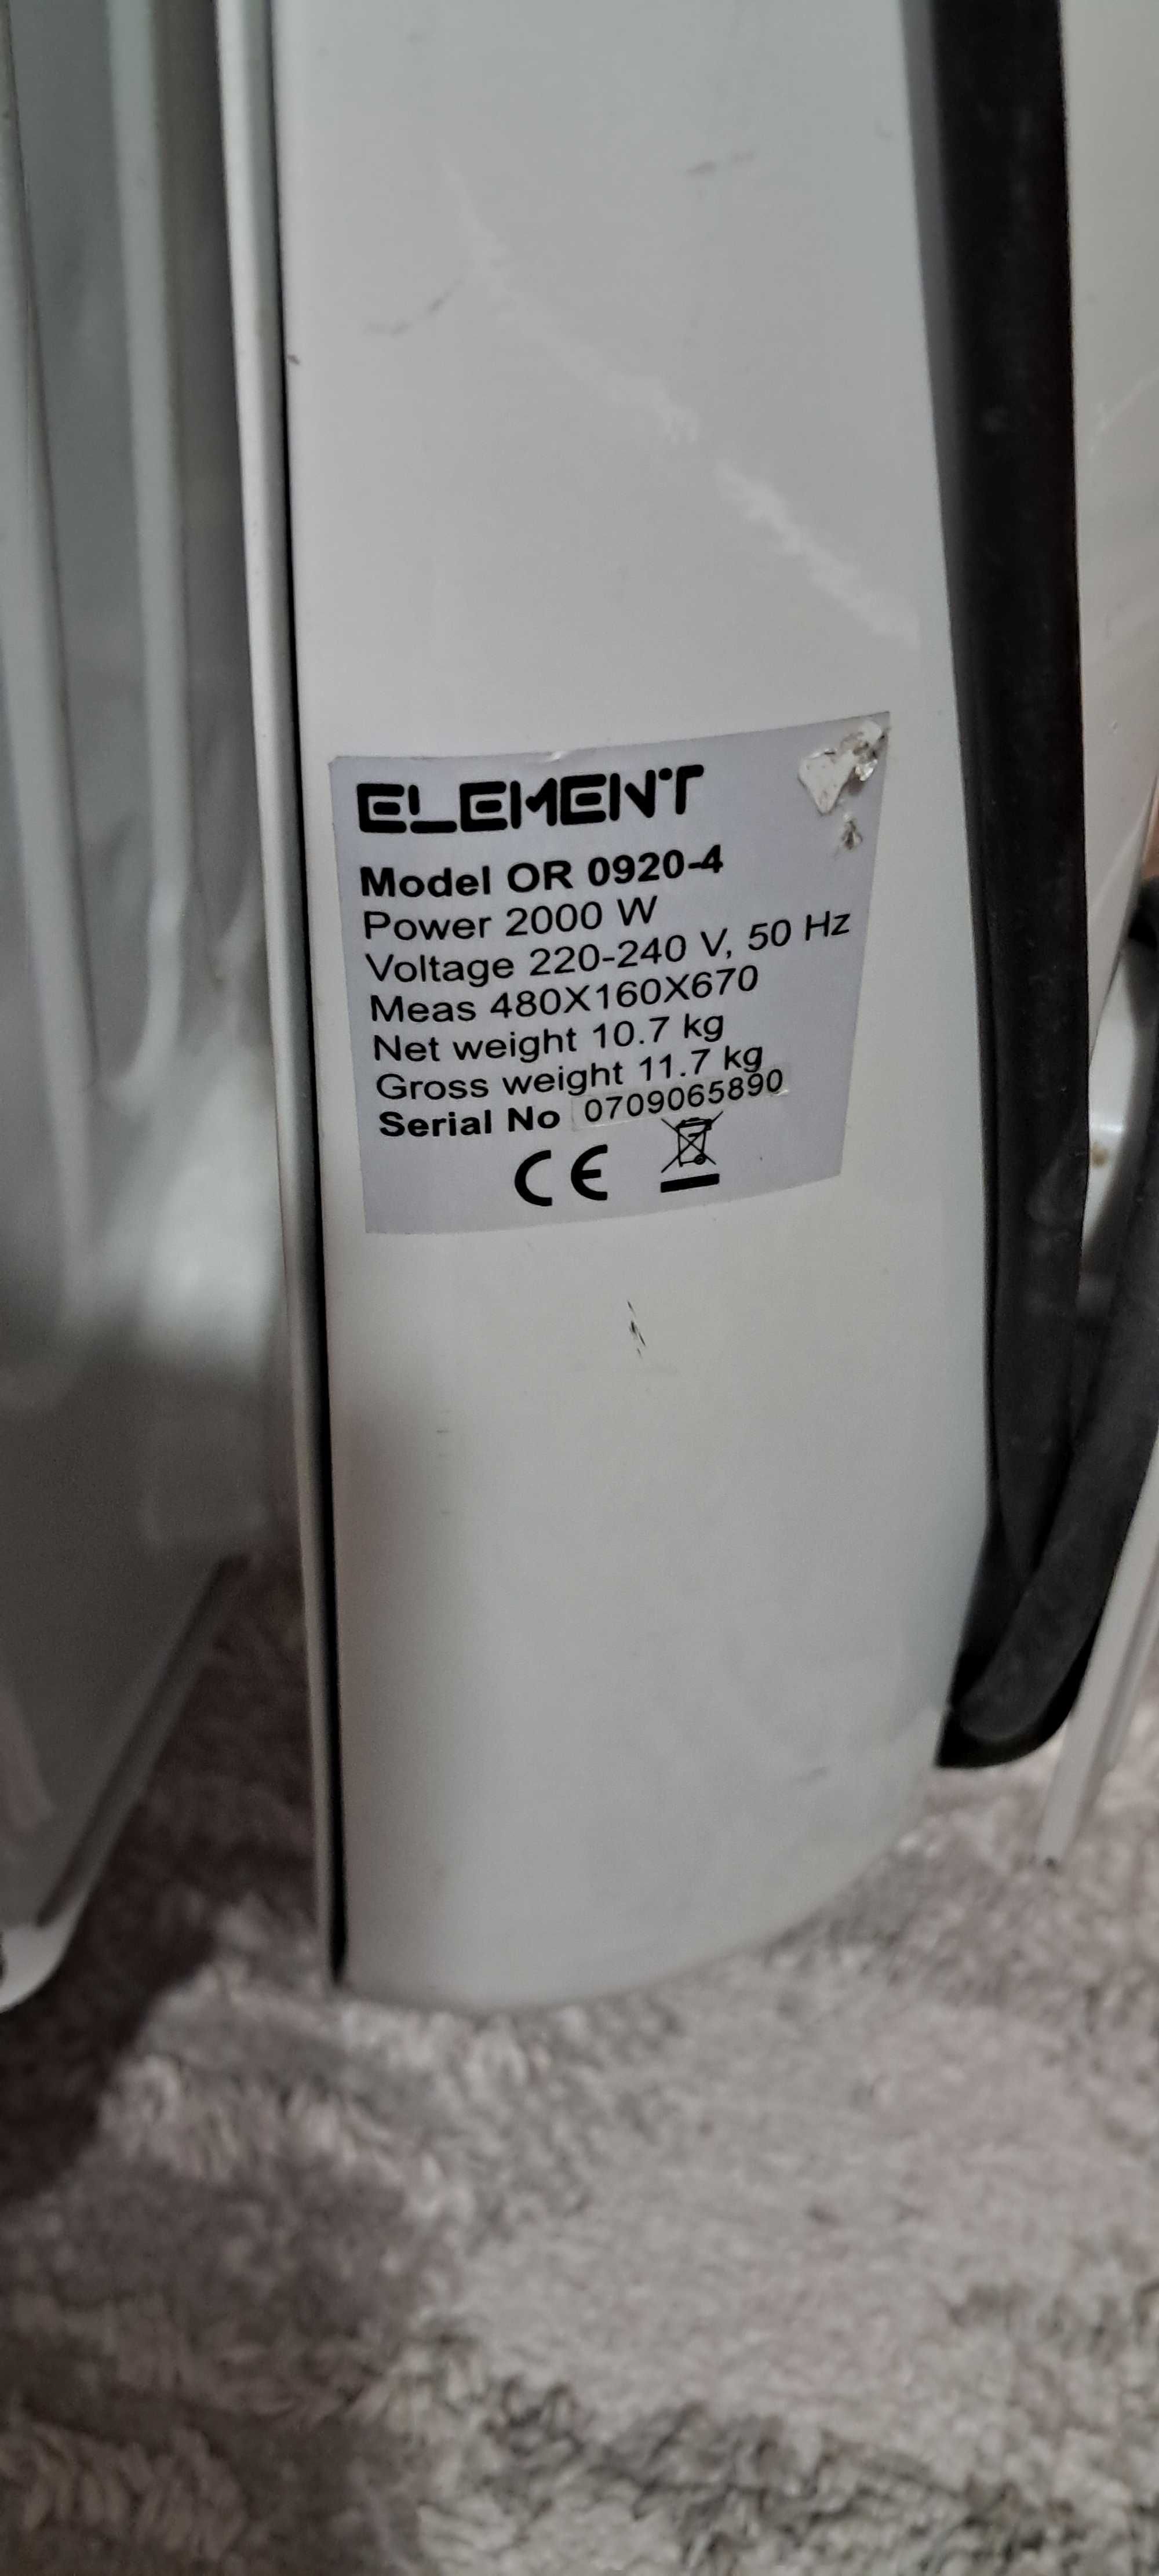 ELEMENT
Model OR 0920-4
Power 2000 W
Voltage 220-240 V, 50 Hz
Meas 480X160X670
Net weight 10.7 kg
Gross weight 11.7 kg
Serial No 0709065890
CE